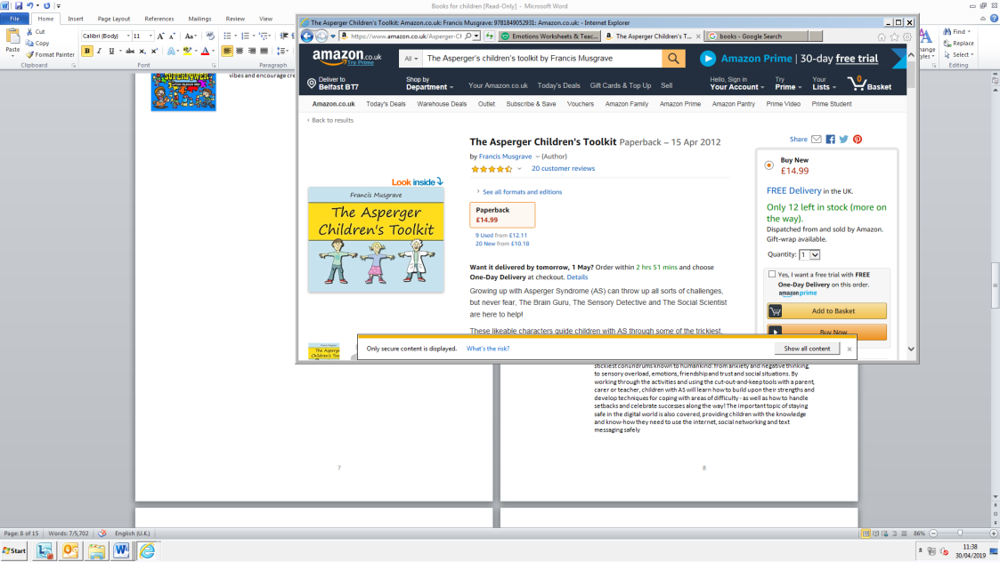 Books for children [Read-Only] – Microsoft Word
File Home Insert Page Layout References Mailings Review View
Paste Cut
Copy
Format Painter
Calibri (Body) 11
Clipboard Font Paragraph
Find
Replace
Select
Editing
SUPERPOWER
vibes and encourage cre
The Asperger Children's Toolkit: Amazon.co.uk: Francis Musgrave: 9781849052931: Amazon.co.uk: - Internet Explorer
https://www.amazon.co.uk/Asperger-Cl
Emotions Worksheets & Teac...
The Asperger Children's T...
books - Google Search
amazon.co.uk
Try Prime
All
The Asperger's children's toolkit by Francis Musgrave
Amazon Prime | 30-day free trial
Deliver to
Belfast BT7
Shop by
Department
Your Amazon.co.uk Today's Deals Gift Cards & Top Up Sell
Hello, Sign in
Your Account
Try
Prime
Your
Lists
0
Basket
Amazon.co.uk Today's Deals Warehouse Deals Outlet Subscribe & Save Vouchers Amazon Family Amazon Prime Amazon Pantry Prime Video Prime Student
‹ Back to results
Look inside
Francis Musgrave
The Asperger
Children's Toolkit
The Asperger Children's Toolkit Paperback – 15 Apr 2012
by Francis Musgrave (Author)
20 customer reviews
› See all formats and editions
Paperback
£14.99
9 Used from £12.11
20 New from £10.18
Want it delivered by tomorrow, 1 May? Order within 2 hrs 51 mins and choose
One-Day Delivery at checkout. Details
Growing up with Asperger Syndrome (AS) can throw up all sorts of challenges,
but never fear, The Brain Guru, The Sensory Detective and The Social Scientist
are here to help!
These likeable characters guide children with AS through some of the trickiest,
Share
Buy New
£14.99
FREE Delivery in the UK.
Only 12 left in stock (more on
the way).
Dispatched from and sold by Amazon.
Gift-wrap available.
Quantity: 1
Yes, I want a free trial with FREE
One-Day Delivery on this order.
amazon prime
Add to Basket
Buy Now
Only secure content is displayed. What's the risk? Show all content
stickiest conundrums known to humankind: from anxiety and negative thinking,
to sensory overload, emotions, friendship and trust and social situations. By
working through the activities and using the cut-out-and-keep tools with a parent,
carer or teacher, children with AS will learn how to build upon their strengths and
develop techniques for coping with areas of difficulty - as well as how to handle
setbacks and celebrate successes along the way! The important topic of staying
safe in the digital world is also covered, providing children with the knowledge
and know-how they need to use the internet, social networking and text
messaging safely
7
8
Page: 8 of 15 Words: 7/5,702 English (U.K.)
86%
Start
11:38
30/04/2019